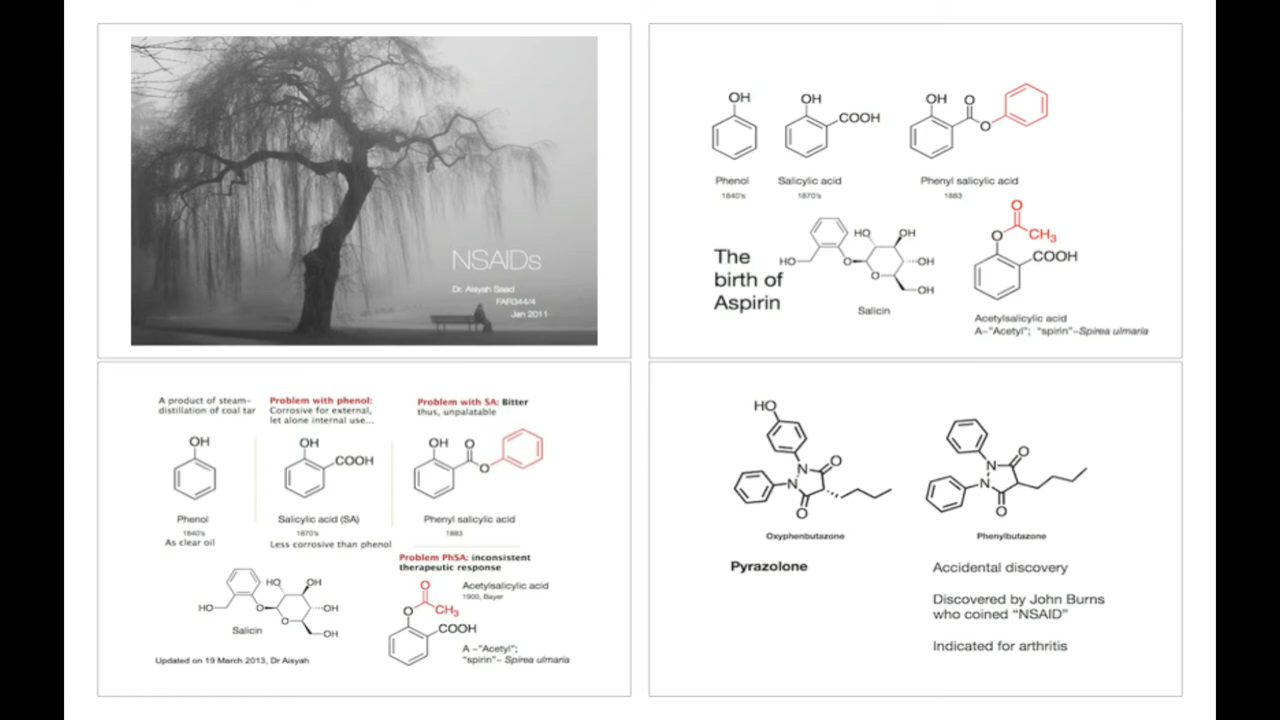 NSAIDs
Dr. Aisyah Saad
FAR344/4
Jan 2011
OH
OH
COOH
OH
O
O
Phenol
1840's
Salicylic acid
1870's
Phenyl salicylic acid
1883
The
birth of
Aspirin
HO
O
HO
OH
OH
O
OH
Salicin
O
O
CH3
COOH
Acetylsalicylic acid
A-"Acetyl"; "spirin"-Spirea ulmaria
A product of steam-
distillation of coal tar
Problem with phenol:
Corrosive for external,
let alone internal use...
Problem with SA: Bitter
thus, unpalatable
OH
OH
COOH
OH
O
O
Phenol
1840's
As clear oil
Salicylic acid (SA)
1870's
Less corrosive than phenol
Phenyl salicylic acid
1883
Problem PhSA: inconsistent
therapeutic response
HO
O
HO
OH
OH
O
OH
Salicin
O
O
CH3
COOH
Acetylsalicylic acid
1900, Bayer
A -"Acetyl";
"spirin"- Spirea ulmaria
Updated on 19 March 2013, Dr Aisyah
HO
N
N
O
O
Oxyphenbutazone
N
N
O
O
Phenylbutazone
Pyrazolone
Accidental discovery
Discovered by John Burns
who coined "NSAID"
Indicated for arthritis